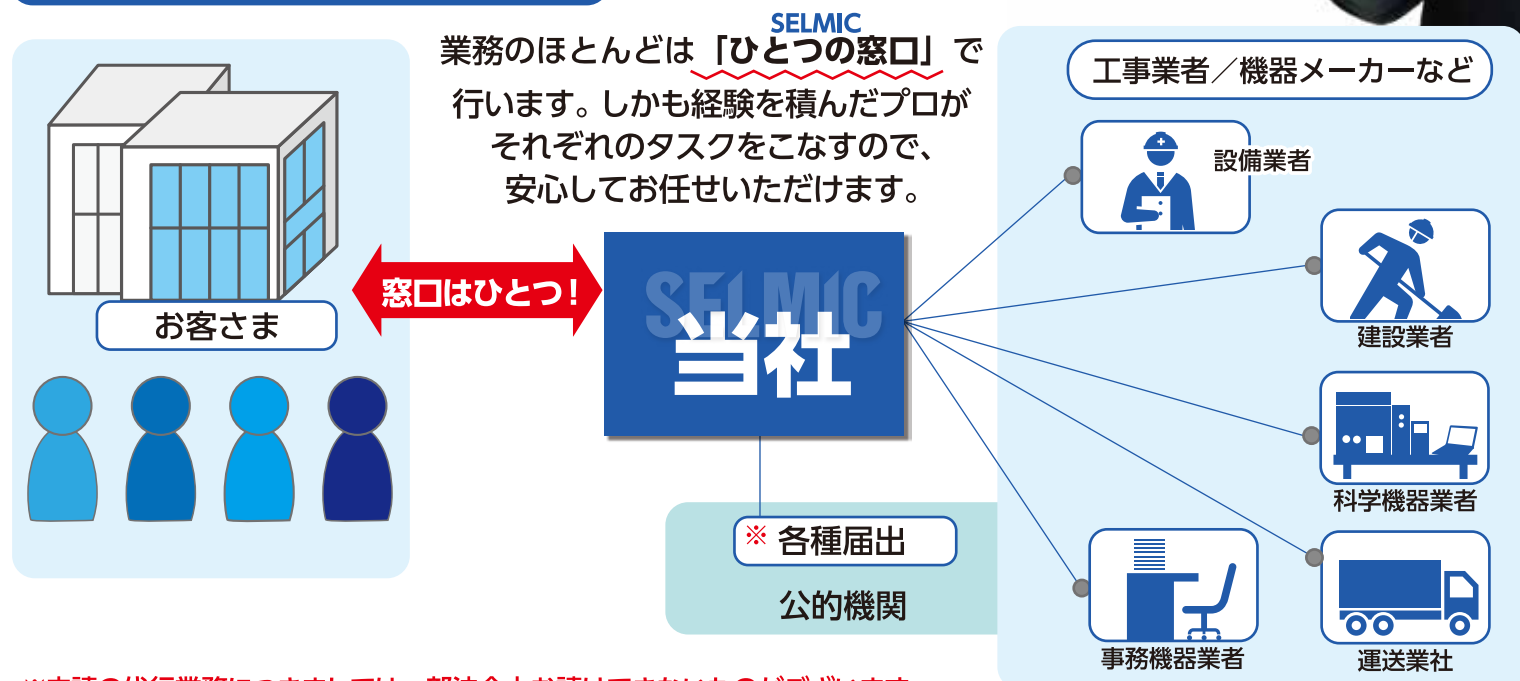 SELMIC
業務のほとんどは「ひとつの窓口」で
行います。しかも経験を積んだプロが
それぞれのタスクをこなすので、
安心してお任せいただけます。
お客さま
窓口はひとつ!
SELMIC
当社
※ 各種届出
公的機関
工事業者／機器メーカーなど
設備業者
建設業者
科学機器業者
事務機器業者
運送業社